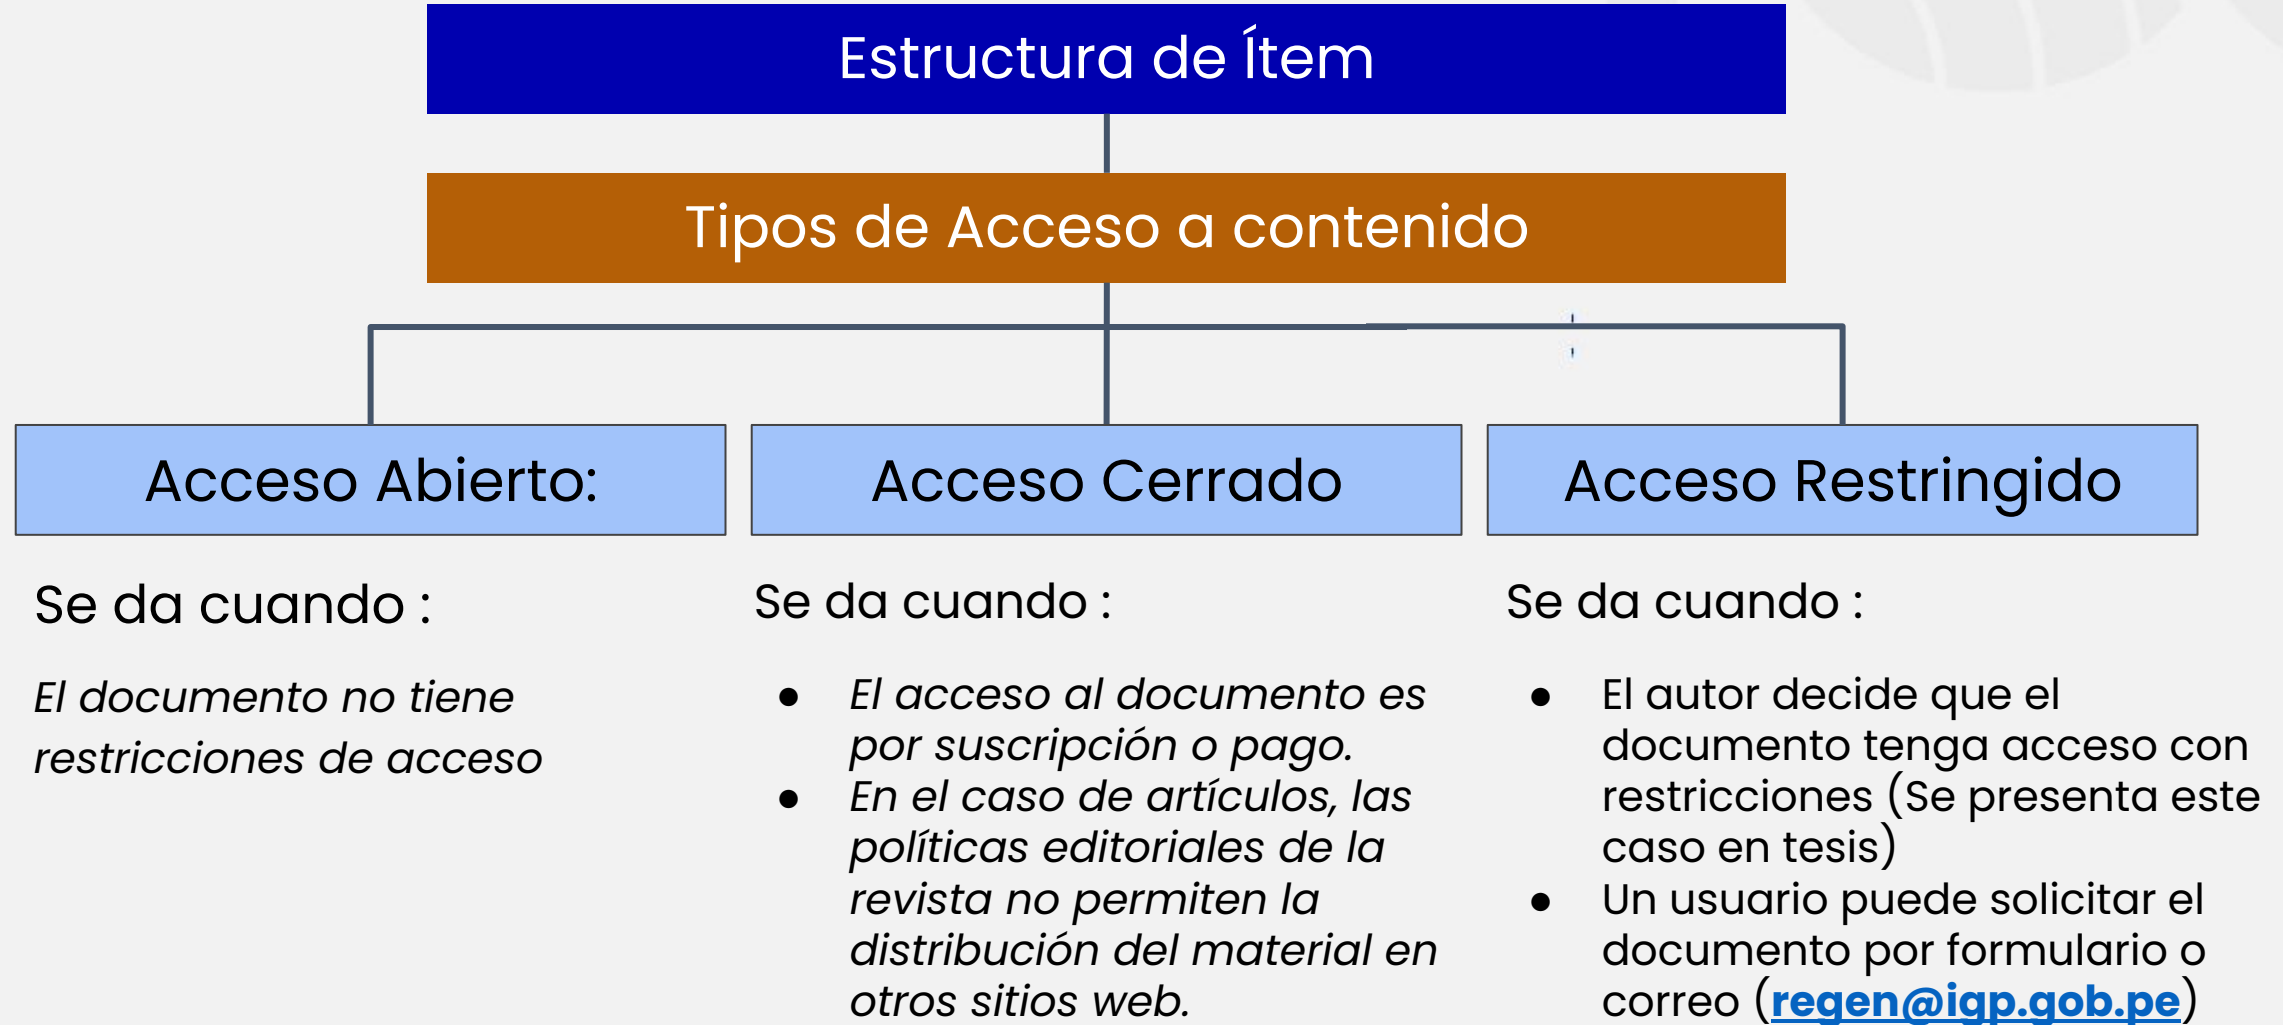 Estructura de Ítem
Tipos de Acceso a contenido
Acceso Abierto:
Se da cuando :
El documento no tiene
restricciones de acceso
Acceso Cerrado
Se da cuando :
● El acceso al documento es
por suscripción o pago.
● En el caso de artículos, las
políticas editoriales de la
revista no permiten la
distribución del material en
otros sitios web.
Acceso Restringido
Se da cuando :
● El autor decide que el
documento tenga acceso con
restricciones (Se presenta este
caso en tesis)
● Un usuario puede solicitar el
documento por formulario o
correo (regen@igp.gob.pe)